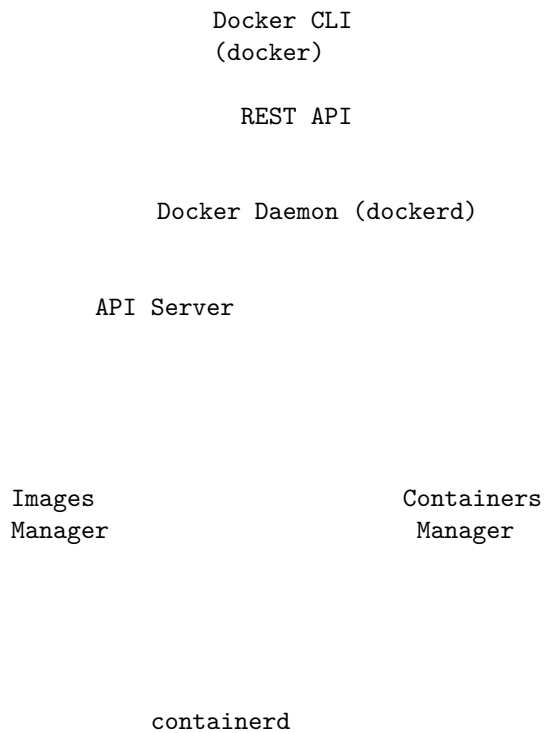 Docker CLI
(docker)
REST API
Docker Daemon (dockerd)
API Server
Images Containers
Manager Manager
containerd